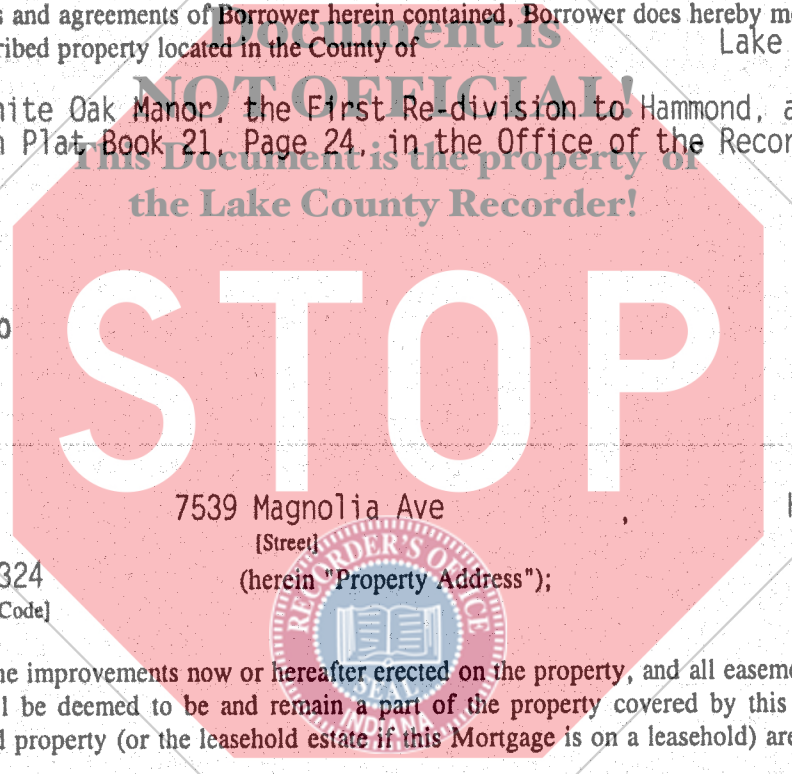 s and agreements of Borrower herein contained, Borrower does hereby
Document is
ribed property located in the County of Lake
NOT OFFICIAL!
hite Oak Manor, the First Re-division to Hammond,
n Plat Book 21, Page 24, in the Office of the Recor
This Document is the property of
the Lake County Recorder!
STOP
7539 Magnolia Ave ,
[Street]
324 (herein "Property Address");
Code]
RECORDER'S OFFICE
SEAL
INDIANA
he improvements now or hereafter erected on the property, and all easeme
l be deemed to be and remain a part of the property covered by this
d property (or the leasehold estate if this Mortgage is on a leasehold) are